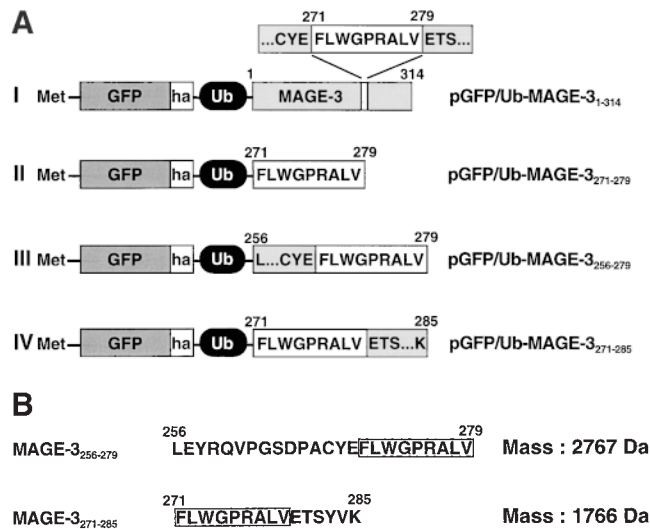 A
271 279
...CYE FLWGPRALV ETS...
1 314
I Met GFP ha Ub MAGE-3 pGFP/Ub-MAGE-3₁₋₃₁₄
271 279
II Met GFP ha Ub FLWGPRALV pGFP/Ub-MAGE-3₂₇₁₋₂₇₉
256 279
III Met GFP ha Ub L...CYE FLWGPRALV pGFP/Ub-MAGE-3₂₅₆₋₂₇₉
271 285
IV Met GFP ha Ub FLWGPRALV ETS...K pGFP/Ub-MAGE-3₂₇₁₋₂₈₅
B
256 279
MAGE-3₂₅₆₋₂₇₉ LEYRQVPGSDPACYEFLWGPRALV Mass : 2767 Da
271 285
MAGE-3₂₇₁₋₂₈₅ FLWGPRALVETSYVK Mass : 1766 Da